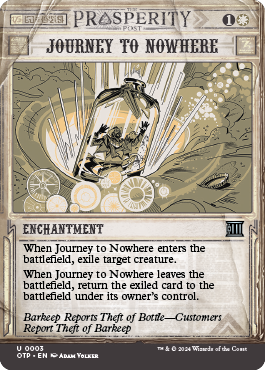 THE
PROSPERITY
POST
1
JOURNEY TO NOWHERE
ENCHANTMENT
When Journey to Nowhere enters the
battlefield, exile target creature.
When Journey to Nowhere leaves the
battlefield, return the exiled card to the
battlefield under its owner's control.
Barkeep Reports Theft of Bottle—Customers
Report Theft of Barkeep
U 0003
OTP • EN Adam Volker
™ & © 2024 Wizards of the Coast